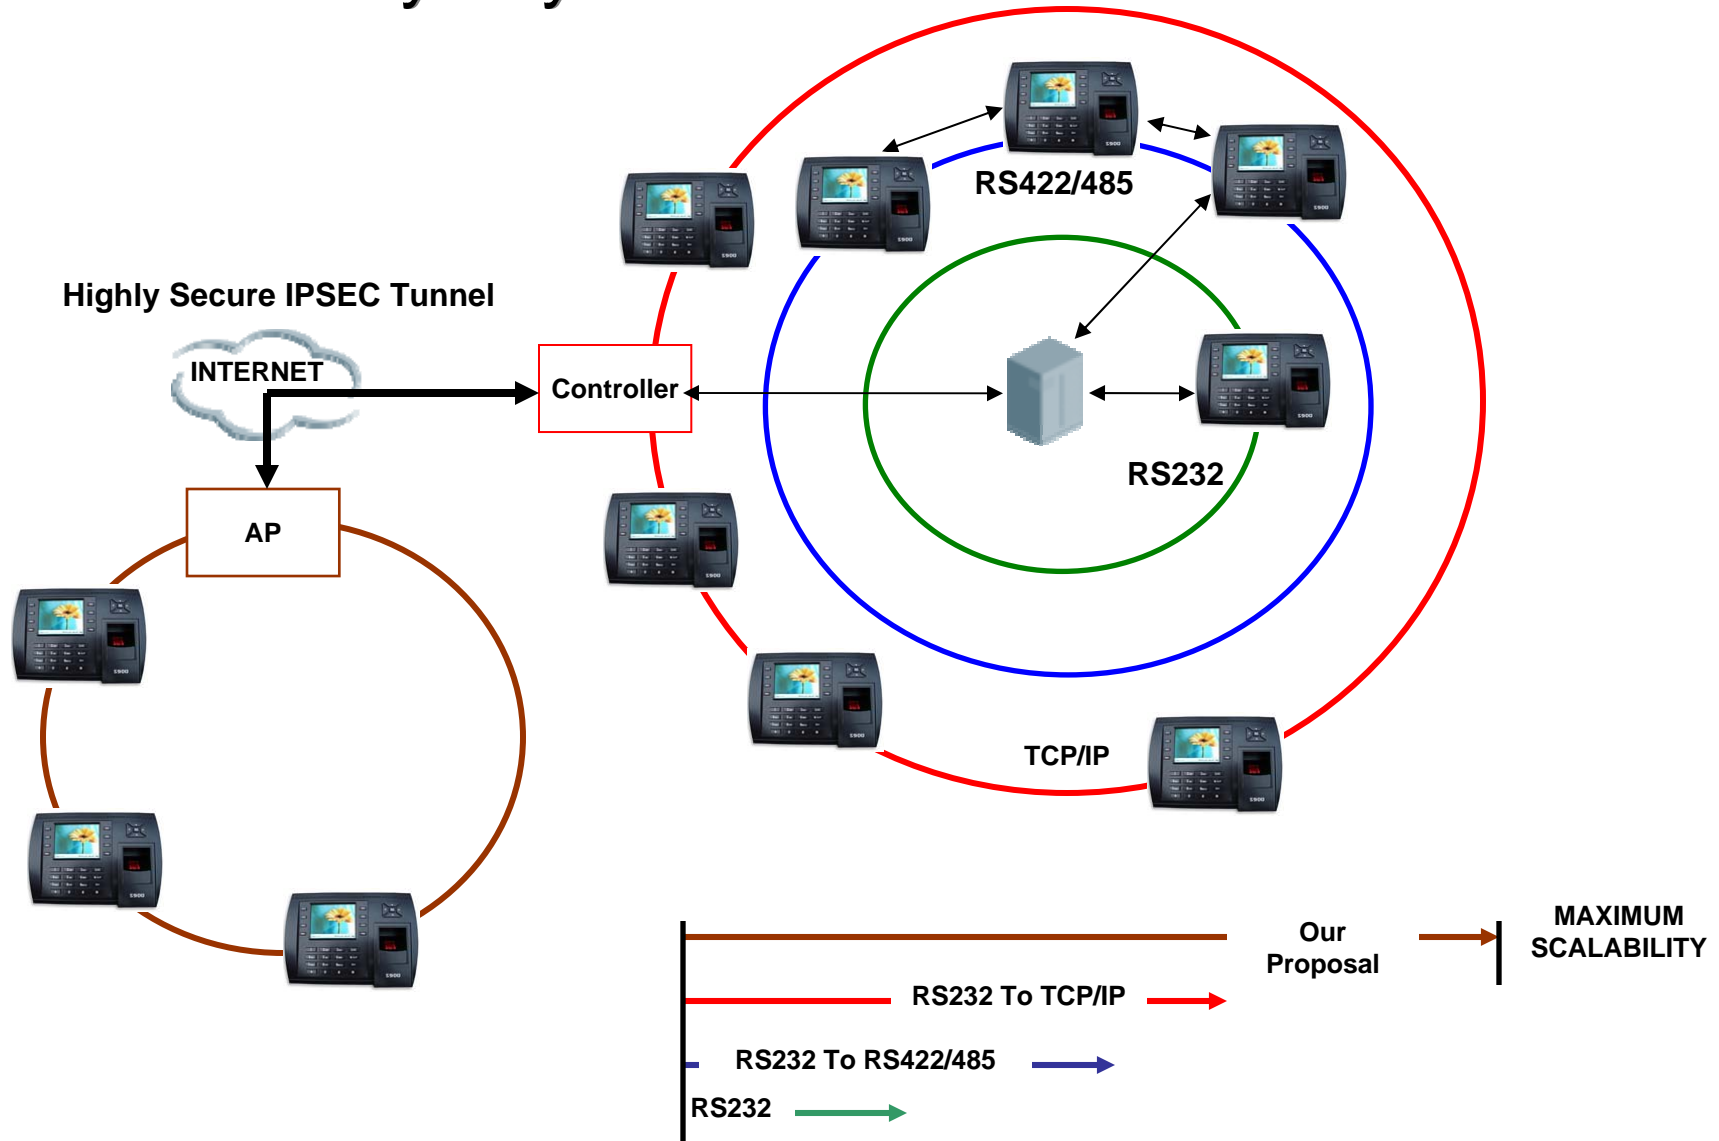 RS422/485
Highly Secure IPSEC Tunnel
INTERNET
Controller
RS232
AP
TCP/IP
Our
Proposal
MAXIMUM
SCALABILITY
RS232 To TCP/IP
RS232 To RS422/485
RS232